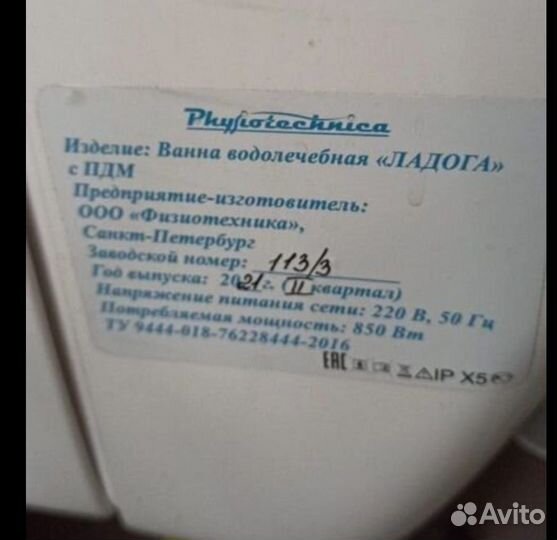 Physiotechnica
Изделие: Ванна водолечебная «ЛАДОГА»
с ПДМ
Предприятие-изготовитель:
ООО «Физиотехника»,
Санкт-Петербург
Заводской номер: 113/3
Год выпуска: 2021г. (II квартал)
Напряжение питания сети: 220 В, 50 Гц
Потребляемая мощность: 850 Вт
ТУ 9444-018-76228444-2016
EAC IP X5
Avito